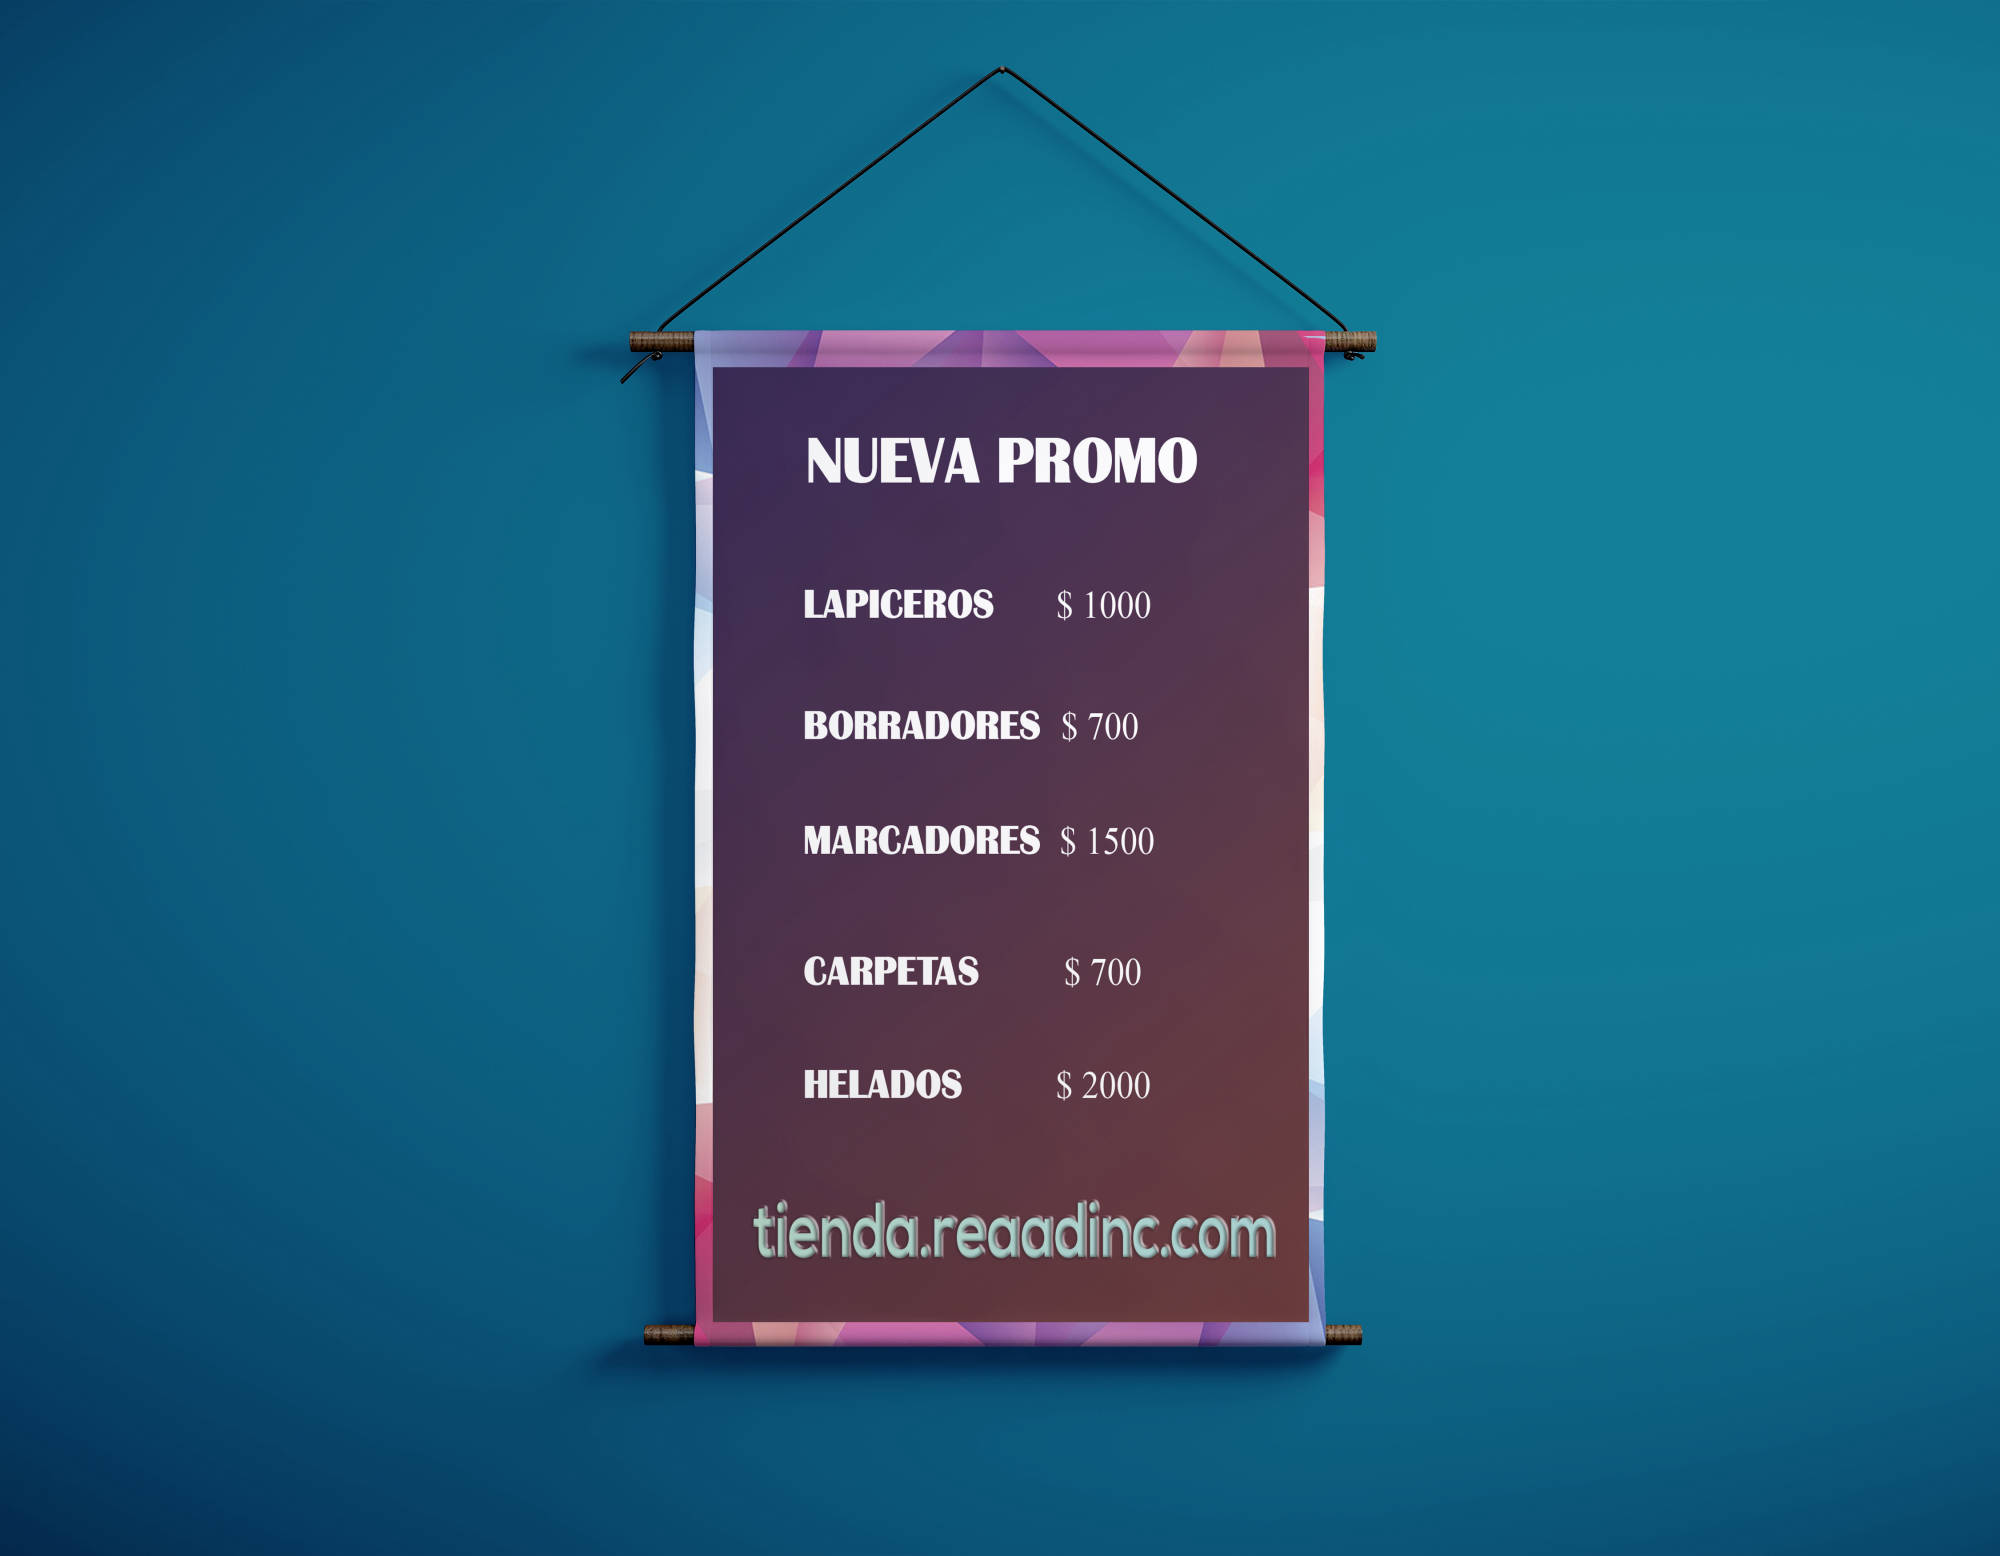 NUEVA PROMO
LAPICEROS $ 1000
BORRADORES $ 700
MARCADORES $ 1500
CARPETAS $ 700
HELADOS $ 2000
tienda.reaadinc.com